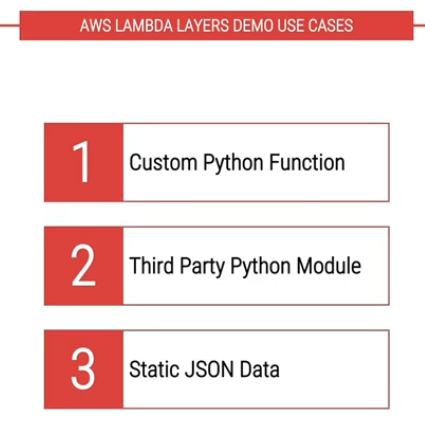 AWS LAMBDA LAYERS DEMO USE CASES
1 Custom Python Function
2 Third Party Python Module
3 Static JSON Data